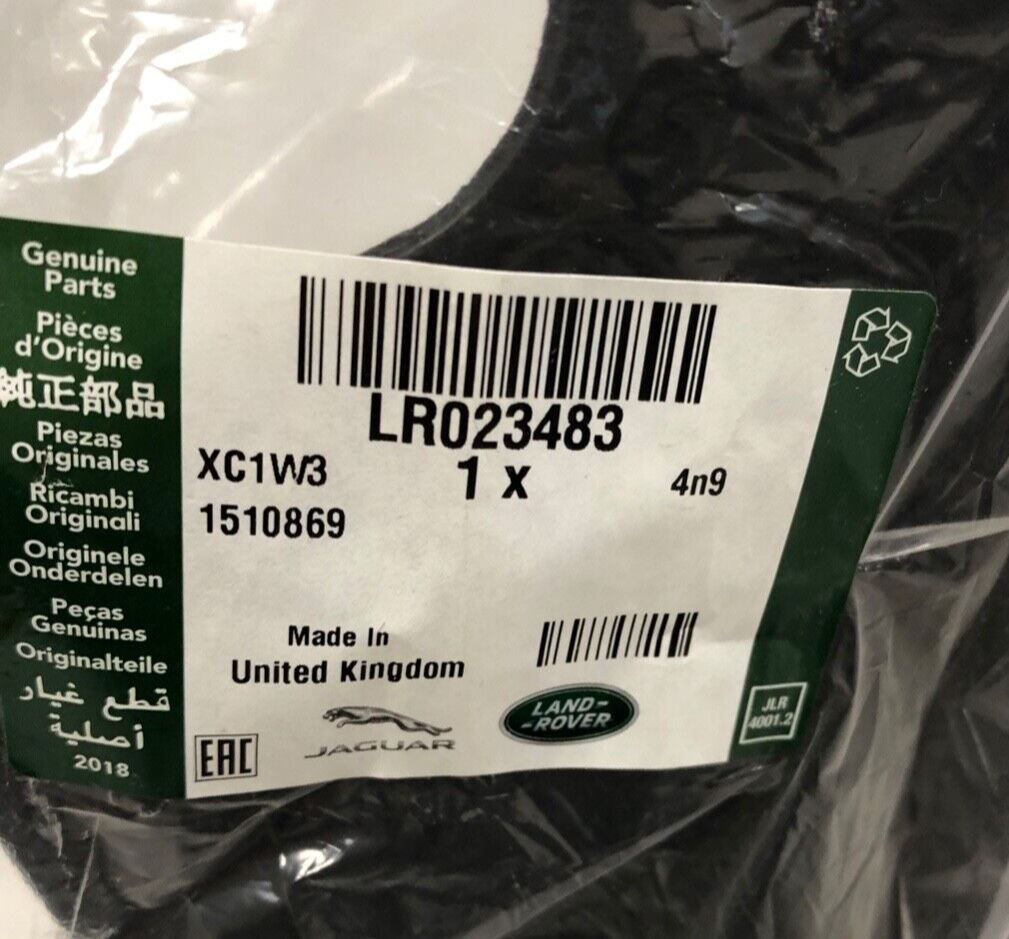 Genuine
Parts
Pièces
d'Origine
純正部品
Piezas
Originales
Ricambi
Originali
Originele
Onderdelen
Peças
Genuinas
Originalteile
قطع غيار
أصلية
2018
LR023483
XC1W3
1 x
4n9
1510869
Made In
United Kingdom
EAC
JAGUAR
LAND-
-ROVER
JLR
4001.2